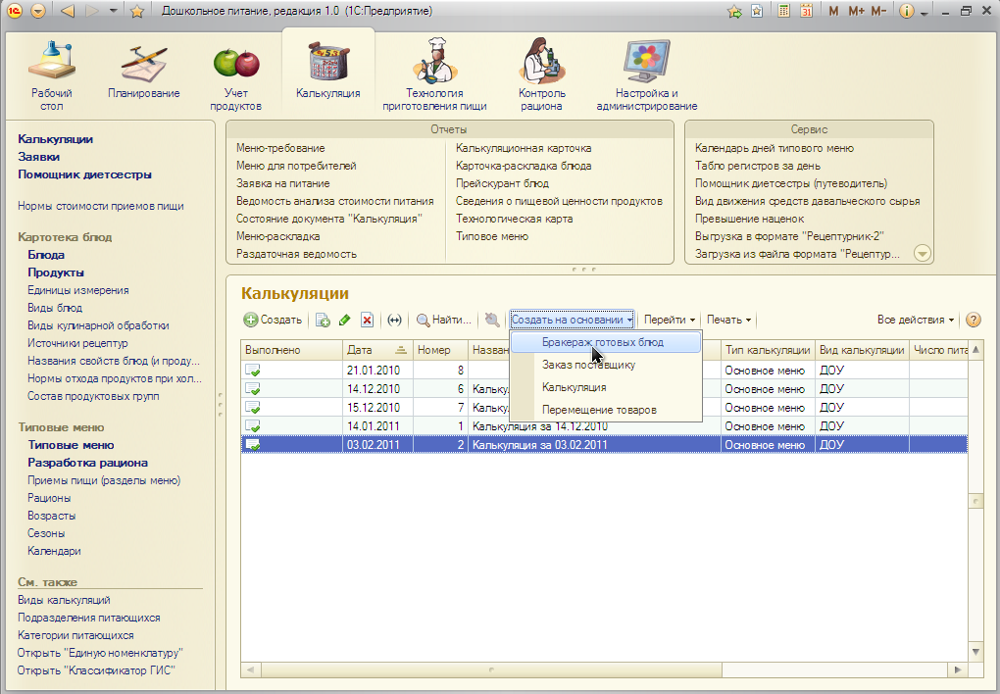 Дошкольное питание, редакция 1.0 (1С:Предприятие)
M M+ M-
Рабочий стол
Планирование
Учет продуктов
Калькуляция
Технология приготовления пищи
Контроль рациона
Настройка и администрирование
Калькуляции
Заявки
Помощник диетсестры
Нормы стоимости приемов пищи
Картотека блюд
Блюда
Продукты
Единицы измерения
Виды блюд
Виды кулинарной обработки
Источники рецептур
Названия свойств блюд (и проду...
Нормы отхода продуктов при хол...
Состав продуктовых групп
Типовые меню
Типовые меню
Разработка рациона
Приемы пищи (разделы меню)
Рационы
Возрасты
Сезоны
Календари
См. также
Виды калькуляций
Подразделения питающихся
Категории питающихся
Открыть "Единую номенклатуру"
Открыть "Классификатор ГИС"
Отчеты
Меню-требование
Меню для потребителей
Заявка на питание
Ведомость анализа стоимости питания
Состояние документа "Калькуляция"
Меню-раскладка
Раздаточная ведомость
Калькуляционная карточка
Карточка-раскладка блюда
Прейскурант блюд
Сведения о пищевой ценности продуктов
Технологическая карта
Типовое меню
Сервис
Календарь дней типового меню
Табло регистров за день
Помощник диетсестры (путеводитель)
Вид движения средств давальческого сырья
Превышение наценок
Выгрузка в формате "Рецептурник-2"
Загрузка из файла формата "Рецептур...
Калькуляции
Создать Найти... Создать на основании Перейти Печать Все действия ?
Бракераж готовых блюд
Заказ поставщику
Калькуляция
Перемещение товаров
Выполнено Дата Номер Назван Тип калькуляции Вид калькуляции Число пита
21.01.2010 8 Основное меню ДОУ
14.12.2010 6 Кальку Основное меню ДОУ
15.12.2010 7 Кальку Основное меню ДОУ
14.01.2011 1 Калькуляция за 14.12.2010 Основное меню ДОУ
03.02.2011 2 Калькуляция за 03.02.2011 Основное меню ДОУ